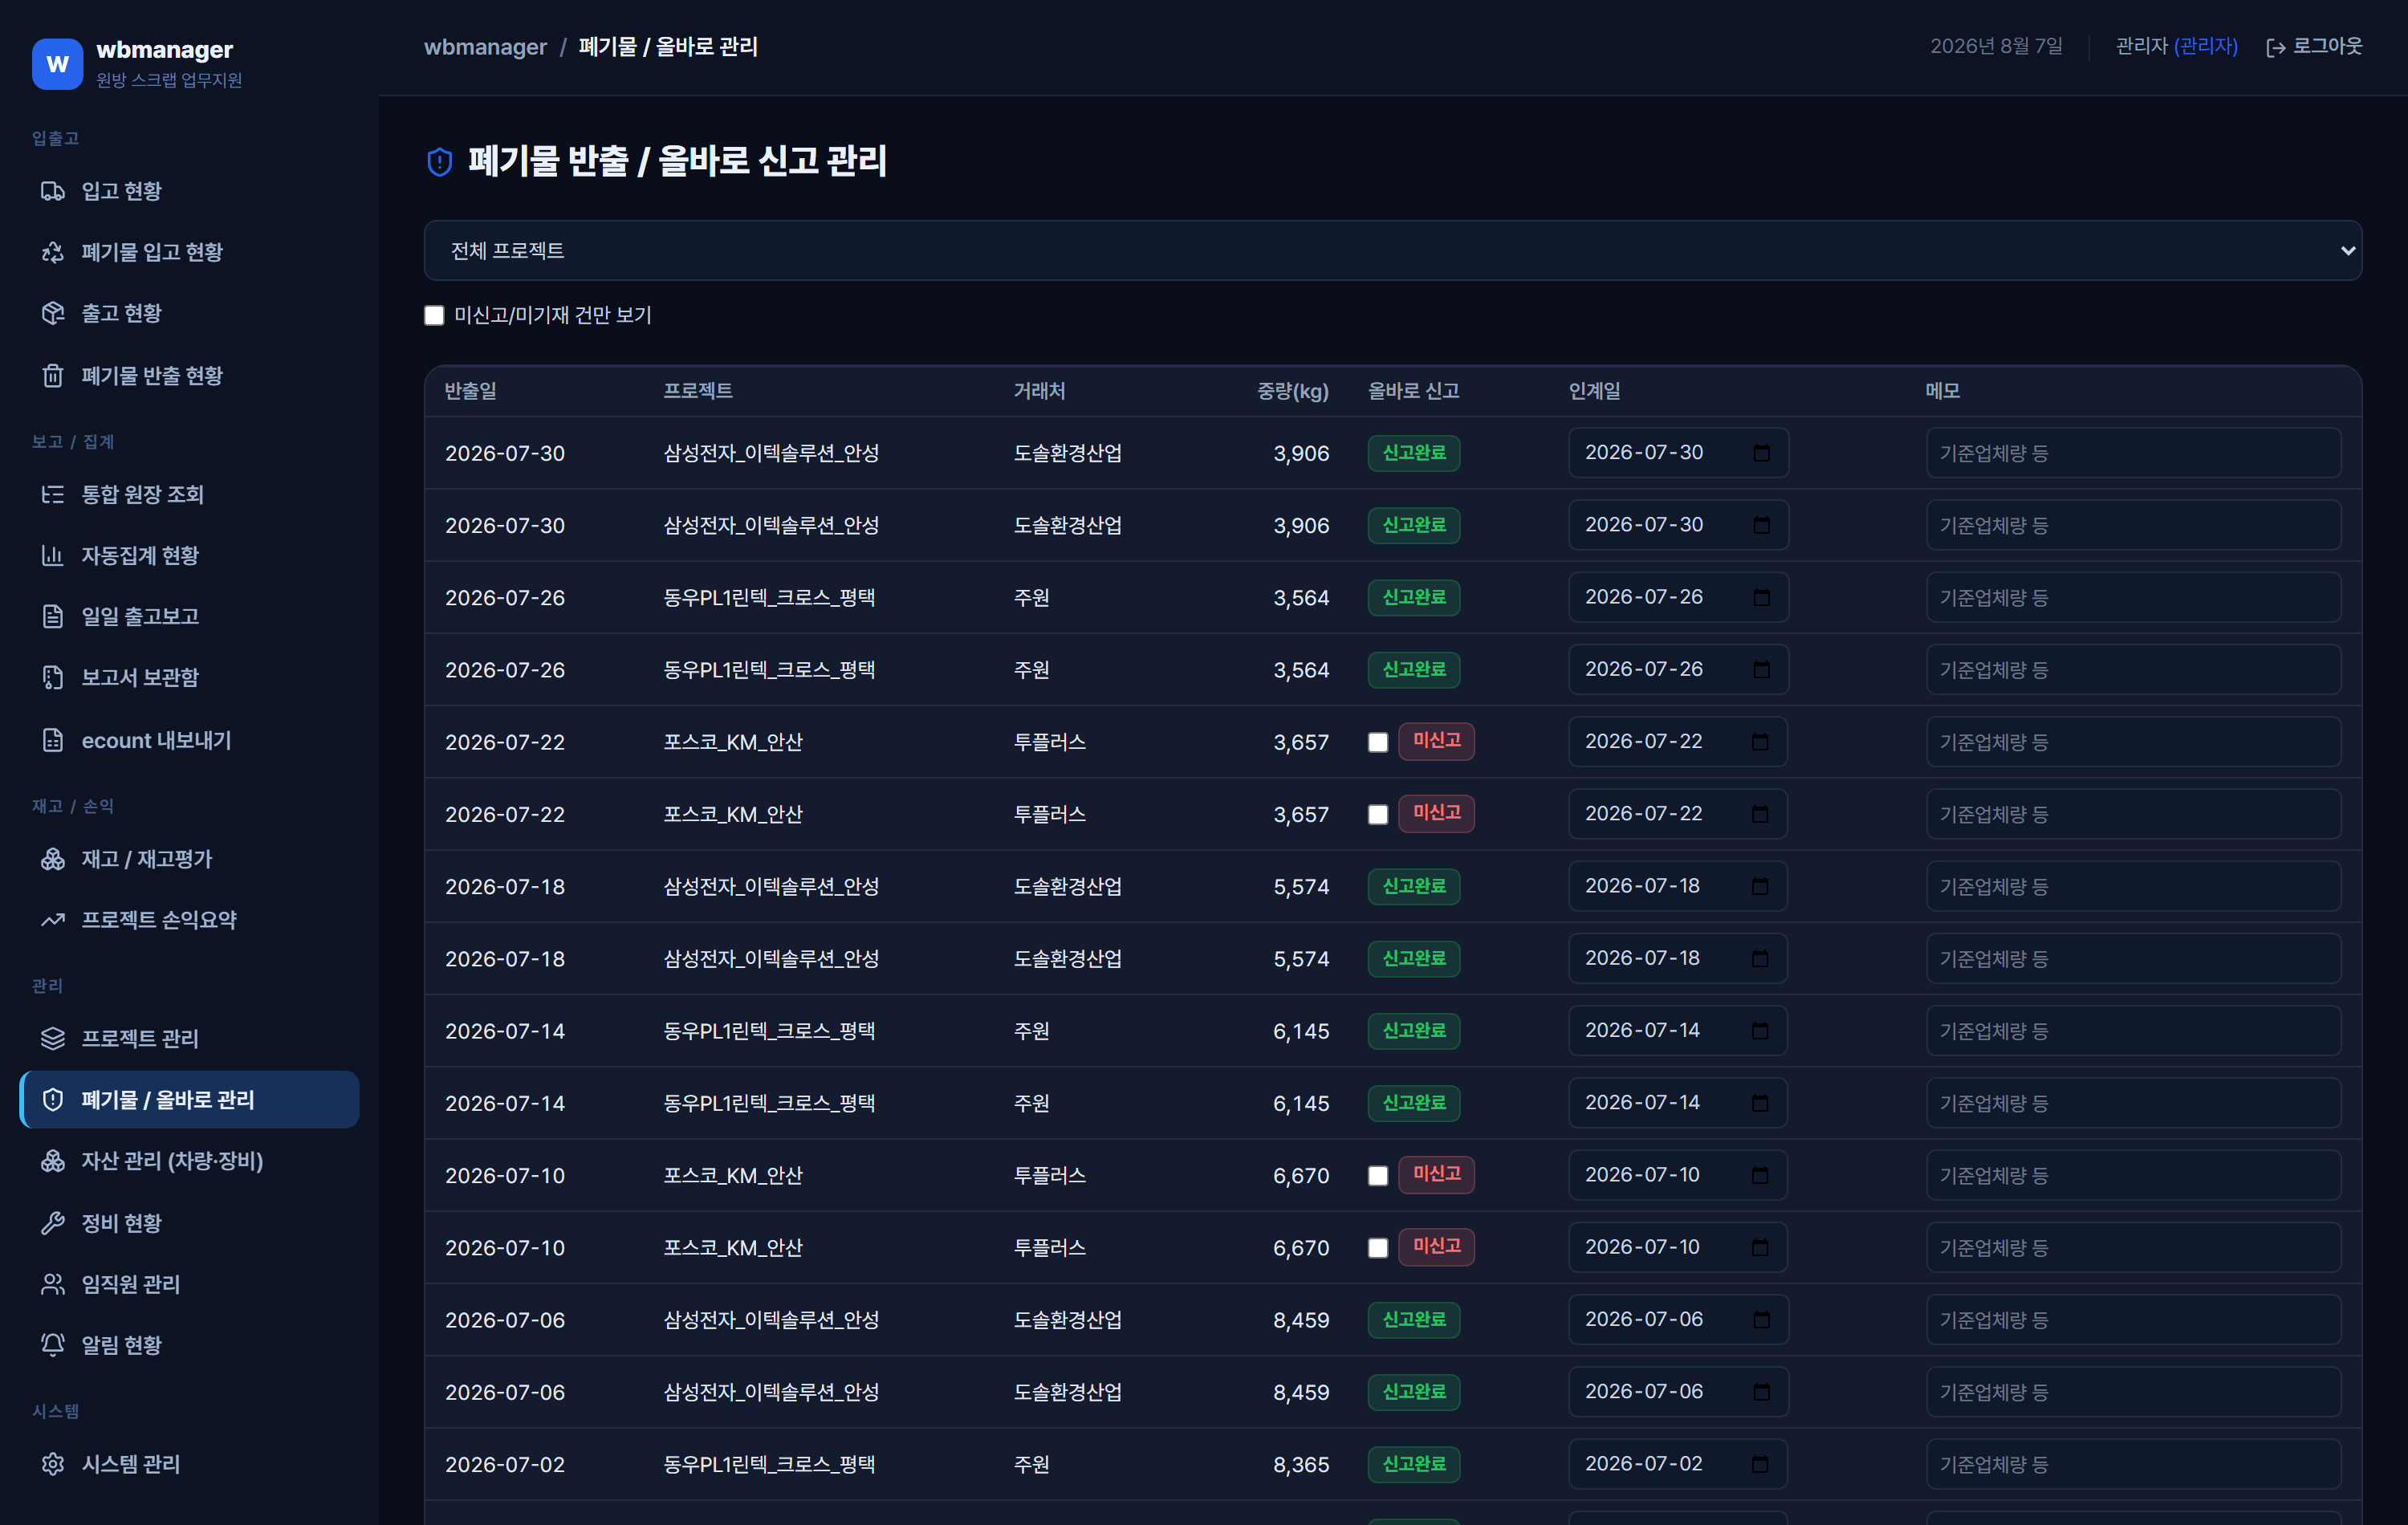 W
wbmanager
원방 스크랩 업무지원
입출고
입고 현황
폐기물 입고 현황
출고 현황
폐기물 반출 현황
보고 / 집계
통합 원장 조회
자동집계 현황
일일 출고보고
보고서 보관함
ecount 내보내기
재고 / 손익
재고 / 재고평가
프로젝트 손익요약
관리
프로젝트 관리
폐기물 / 올바로 관리
자산 관리 (차량·장비)
정비 현황
임직원 관리
알림 현황
시스템
시스템 관리
wbmanager / 폐기물 / 올바로 관리
2026년 8월 7일 관리자 (관리자) 로그아웃
폐기물 반출 / 올바로 신고 관리
전체 프로젝트
미신고/미기재 건만 보기
반출일 프로젝트 거래처 중량(kg) 올바로 신고 인계일 메모
2026-07-30 삼성전자_이텍솔루션_안성 도솔환경산업 3,906 신고완료 2026-07-30 기준업체량 등
2026-07-30 삼성전자_이텍솔루션_안성 도솔환경산업 3,906 신고완료 2026-07-30 기준업체량 등
2026-07-26 동우PL1린텍_크로스_평택 주원 3,564 신고완료 2026-07-26 기준업체량 등
2026-07-26 동우PL1린텍_크로스_평택 주원 3,564 신고완료 2026-07-26 기준업체량 등
2026-07-22 포스코_KM_안산 투플러스 3,657 미신고 2026-07-22 기준업체량 등
2026-07-22 포스코_KM_안산 투플러스 3,657 미신고 2026-07-22 기준업체량 등
2026-07-18 삼성전자_이텍솔루션_안성 도솔환경산업 5,574 신고완료 2026-07-18 기준업체량 등
2026-07-18 삼성전자_이텍솔루션_안성 도솔환경산업 5,574 신고완료 2026-07-18 기준업체량 등
2026-07-14 동우PL1린텍_크로스_평택 주원 6,145 신고완료 2026-07-14 기준업체량 등
2026-07-14 동우PL1린텍_크로스_평택 주원 6,145 신고완료 2026-07-14 기준업체량 등
2026-07-10 포스코_KM_안산 투플러스 6,670 미신고 2026-07-10 기준업체량 등
2026-07-10 포스코_KM_안산 투플러스 6,670 미신고 2026-07-10 기준업체량 등
2026-07-06 삼성전자_이텍솔루션_안성 도솔환경산업 8,459 신고완료 2026-07-06 기준업체량 등
2026-07-06 삼성전자_이텍솔루션_안성 도솔환경산업 8,459 신고완료 2026-07-06 기준업체량 등
2026-07-02 동우PL1린텍_크로스_평택 주원 8,365 신고완료 2026-07-02 기준업체량 등